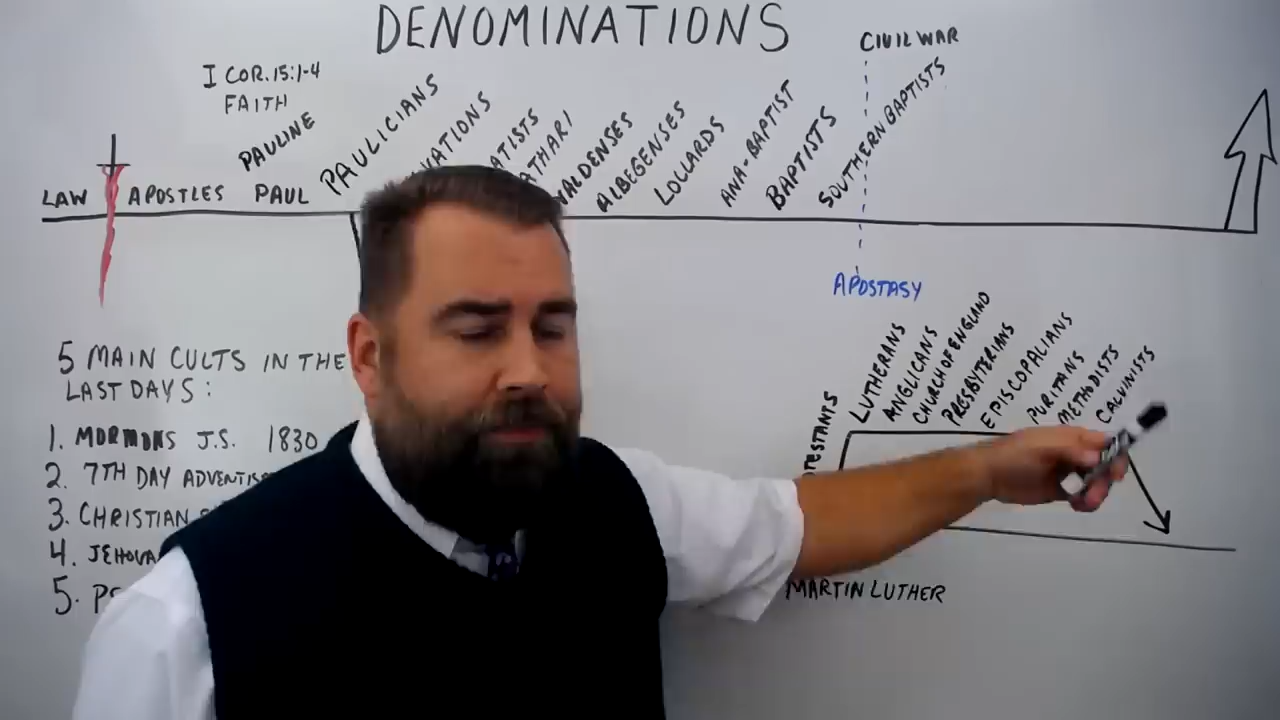 DENOMINATIONS
CIVIL WAR
I COR. 15:1-4
FAITH
PAULINE
PAULICIANS
WALDENSES
ALBEGENSES
LOLLARDS
ANA-BAPTIST
BAPTISTS
SOUTHERN BAPTISTS
LAW
APOSTLES
PAUL
APOSTASY
5 MAIN CULTS IN THE
LAST DAYS:
1. MORMONS J.S. 1830
2. 7TH DAY
3. CHRISTIAN
4.
5.
LUTHERANS
ANGLICANS
CHURCH OF ENGLAND
PRESBYTERIANS
EPISCOPALIANS
PURITANS
METHODISTS
CALVINISTS
MARTIN LUTHER